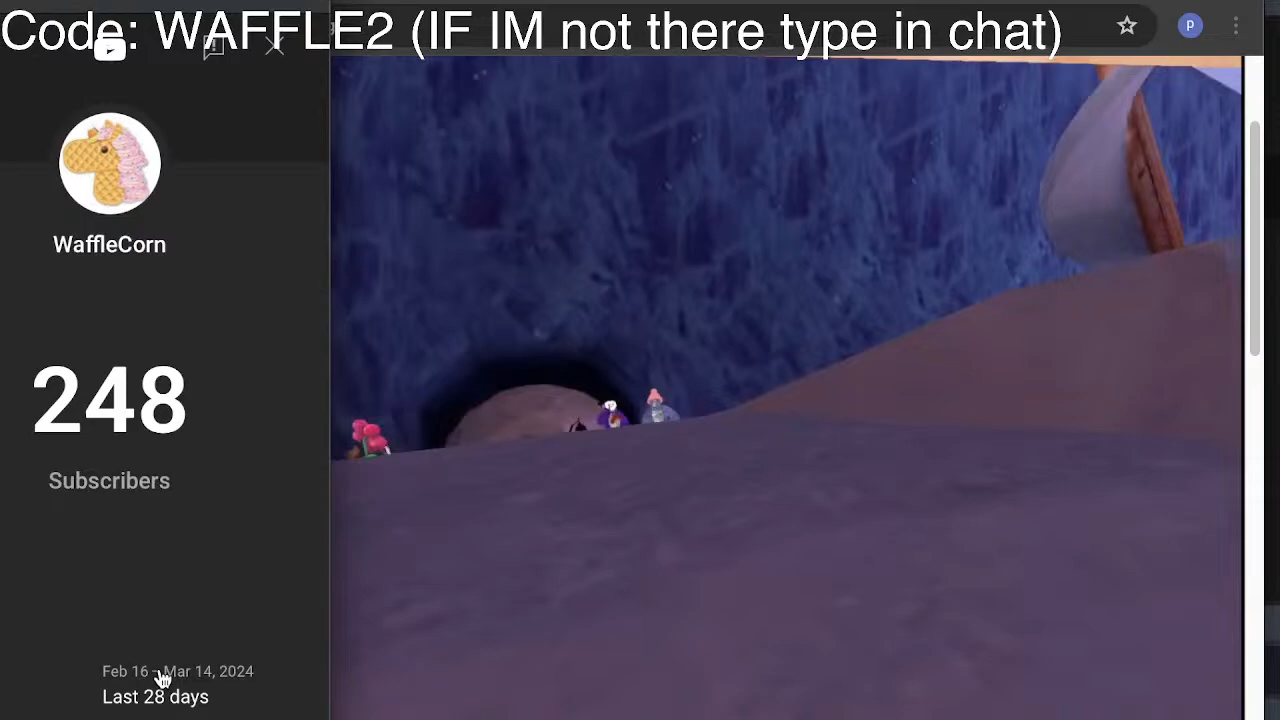 Code: WAFFLE2 (IF IM not there type in chat)
P
WaffleCorn
248
Subscribers
Feb 16 – Mar 14, 2024
Last 28 days